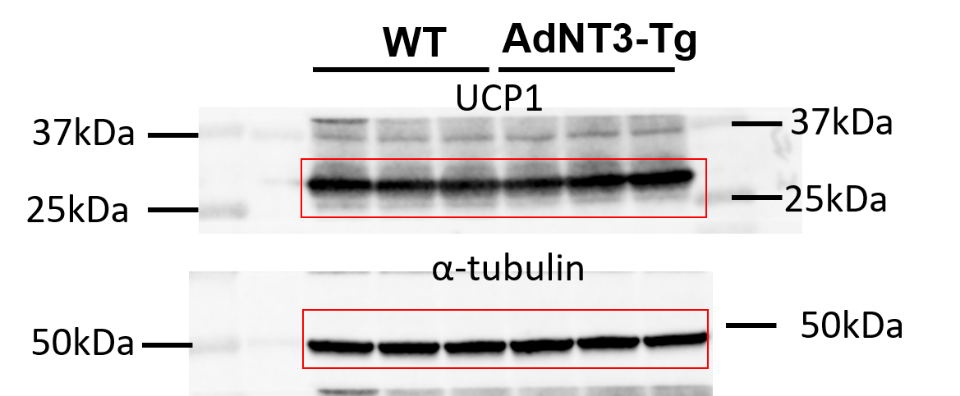 WT AdNT3-Tg
UCP1
37kDa 37kDa
25kDa 25kDa
α-tubulin
50kDa 50kDa